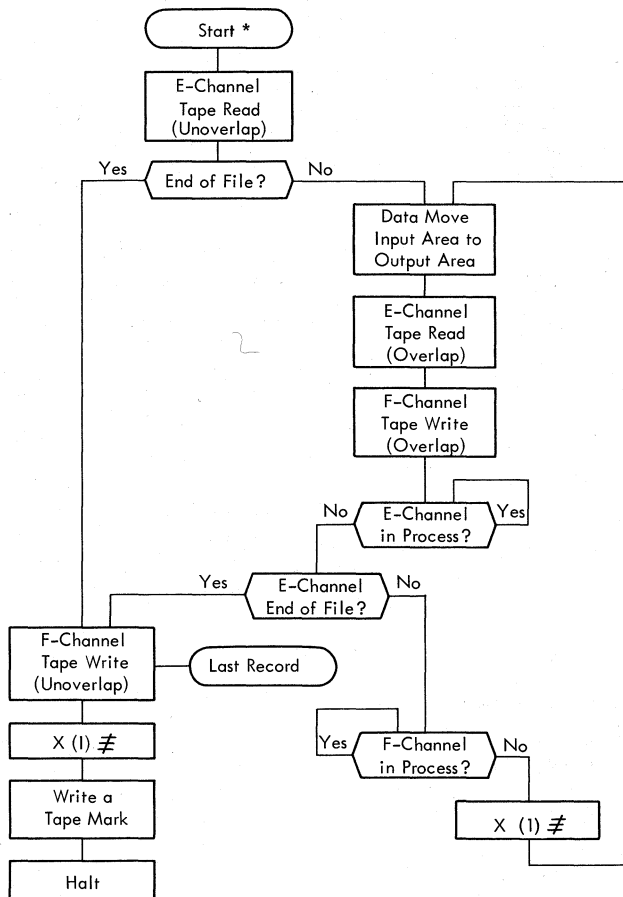 Start *
E-Channel
Tape Read
(Unoverlap)
Yes
End of File?
No
Data Move
Input Area to
Output Area
E-Channel
Tape Read
(Overlap)
F-Channel
Tape Write
(Overlap)
No
E-Channel
in Process?
Yes
Yes
E-Channel
End of File?
No
F-Channel
Tape Write
(Unoverlap)
Last Record
X (I) ≢
Yes
F-Channel
in Process?
No
Write a
Tape Mark
X (1) ≢
Halt